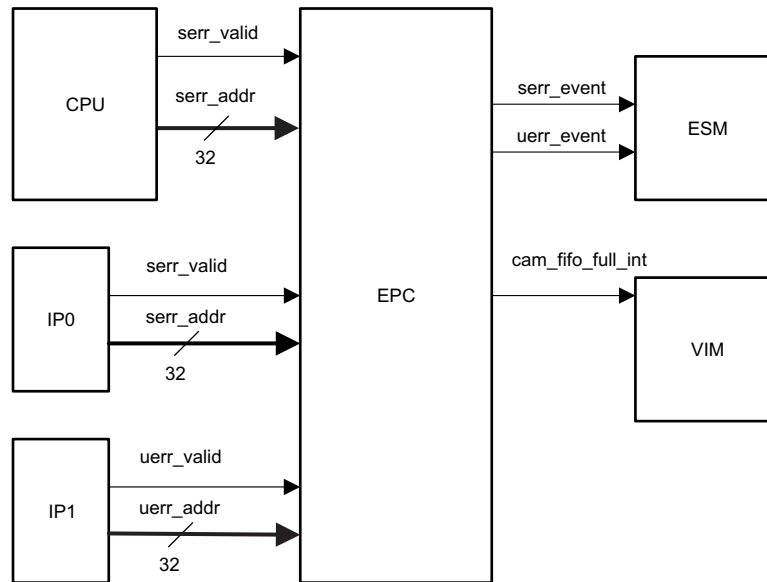 serr_valid
CPU
serr_addr
32
serr_event
uerr_event
ESM
serr_valid
IP0
serr_addr
32
EPC
cam_fifo_full_int
VIM
uerr_valid
IP1
uerr_addr
32